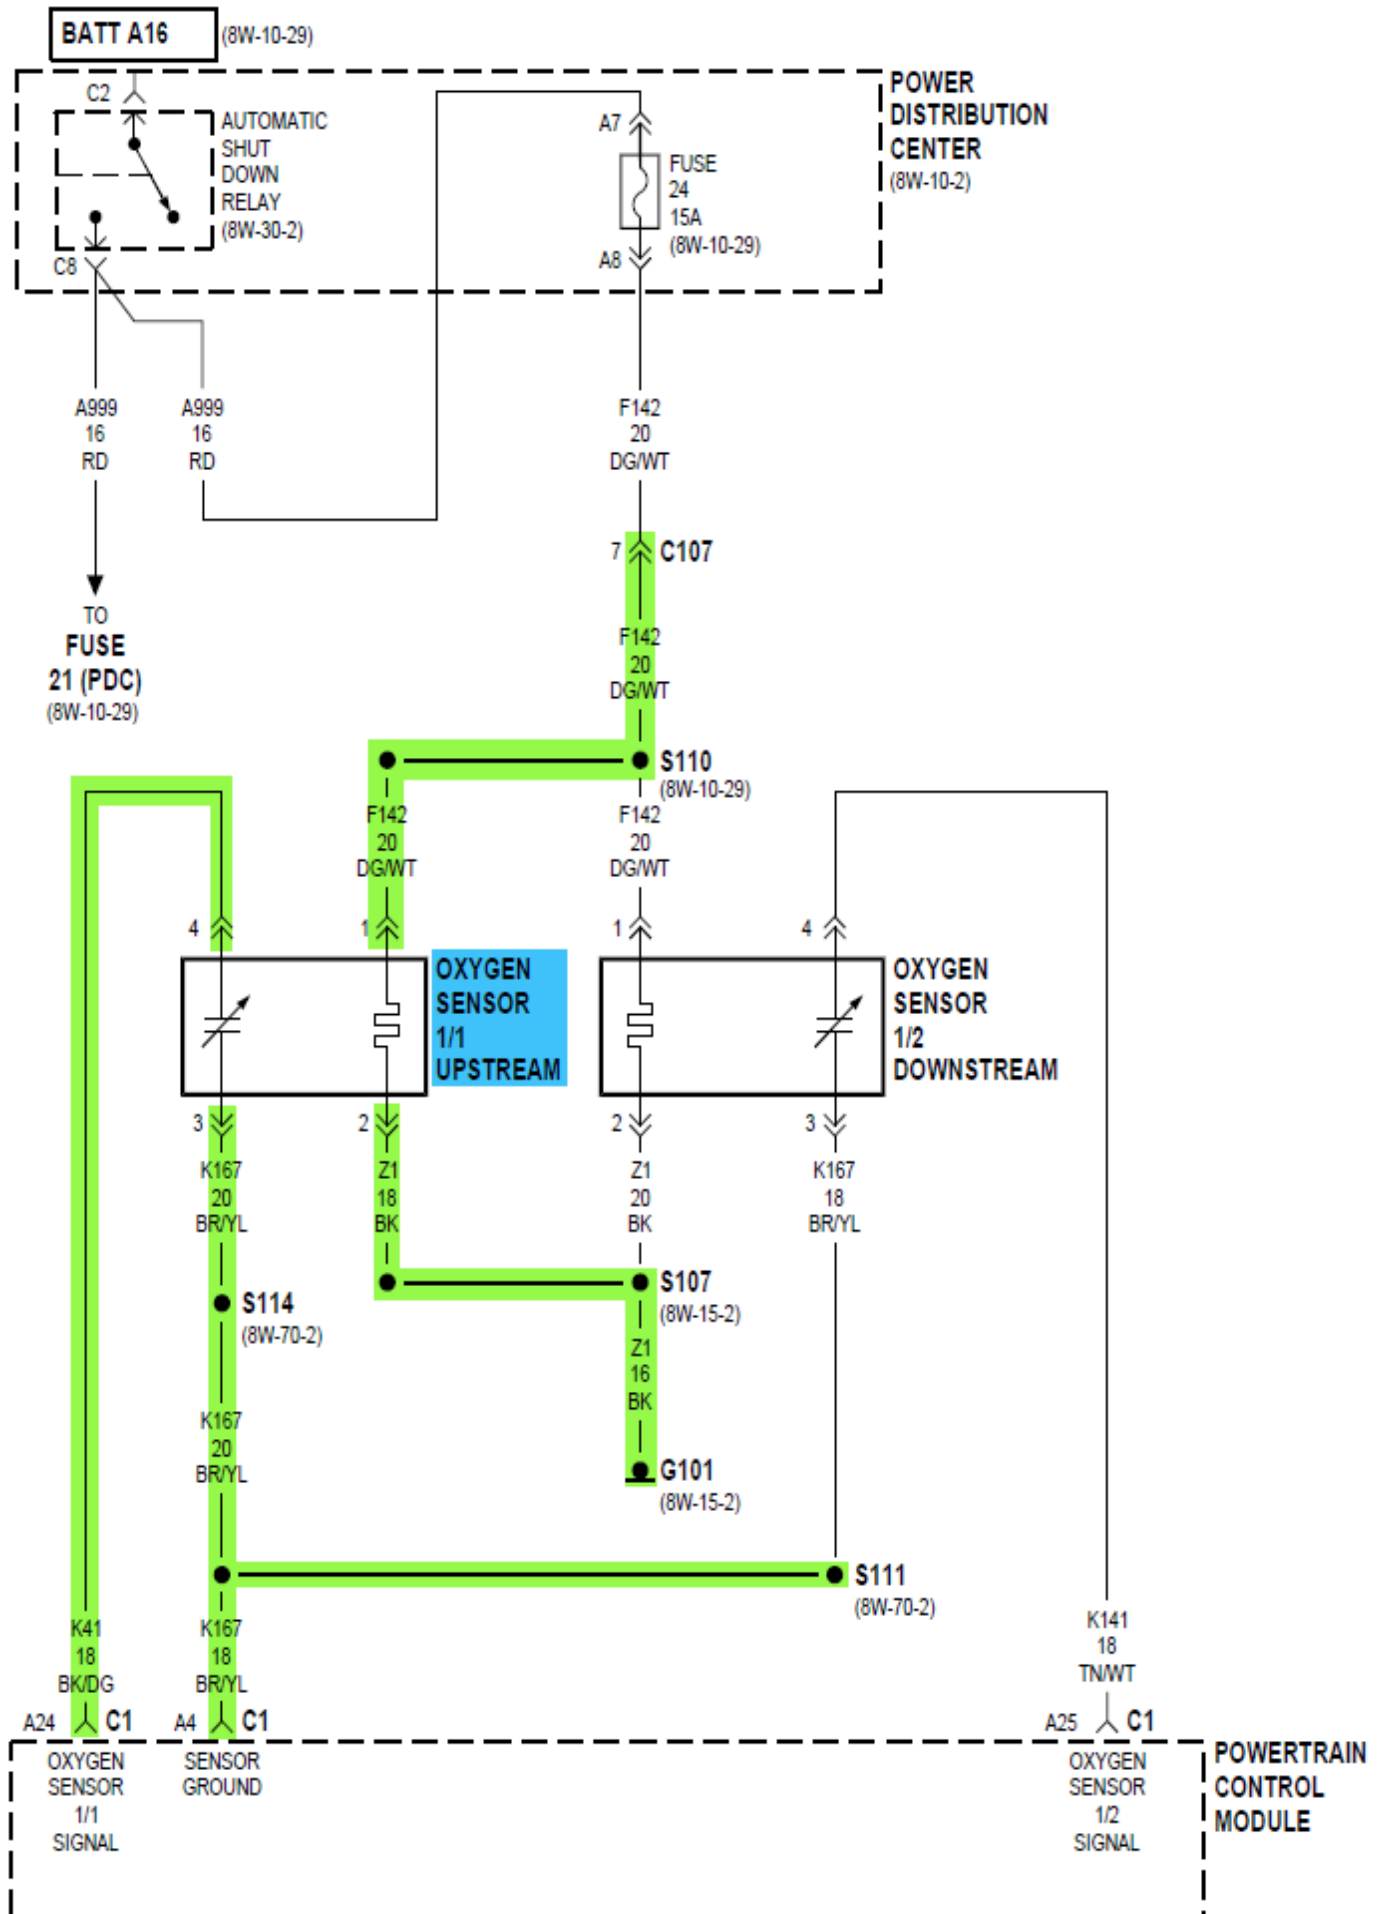 BATT A16
(8W-10-29)
C2
AUTOMATIC
SHUT
DOWN
RELAY
(8W-30-2)
C8
A7
FUSE
24
15A
(8W-10-29)
A8
POWER
DISTRIBUTION
CENTER
(8W-10-2)
A999
16
RD
A999
16
RD
F142
20
DG/WT
TO
FUSE
21 (PDC)
(8W-10-29)
7
C107
F142
20
DG/WT
S110
(8W-10-29)
F142
20
DG/WT
F142
20
DG/WT
4
1
1
4
OXYGEN
SENSOR
1/1
UPSTREAM
OXYGEN
SENSOR
1/2
DOWNSTREAM
3
2
2
3
K167
20
BR/YL
Z1
18
BK
Z1
20
BK
K167
18
BR/YL
S114
(8W-70-2)
S107
(8W-15-2)
Z1
16
BK
K167
20
BR/YL
G101
(8W-15-2)
S111
(8W-70-2)
K41
18
BK/DG
K167
18
BR/YL
K141
18
TN/WT
A24
C1
A4
C1
A25
C1
OXYGEN
SENSOR
1/1
SIGNAL
SENSOR
GROUND
OXYGEN
SENSOR
1/2
SIGNAL
POWERTRAIN
CONTROL
MODULE